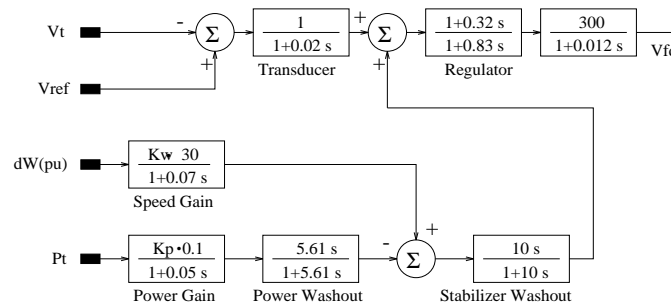 Vt
-
Σ
+
1
1+0.02 s
Transducer
+
Σ
+
1+0.32 s
1+0.83 s
Regulator
300
1+0.012 s
Vf
Vref
dW(pu)
Kw 30
1+0.07 s
Speed Gain
+
Pt
Kp•0.1
1+0.05 s
Power Gain
5.61 s
1+5.61 s
Power Washout
-
Σ
10 s
1+10 s
Stabilizer Washout